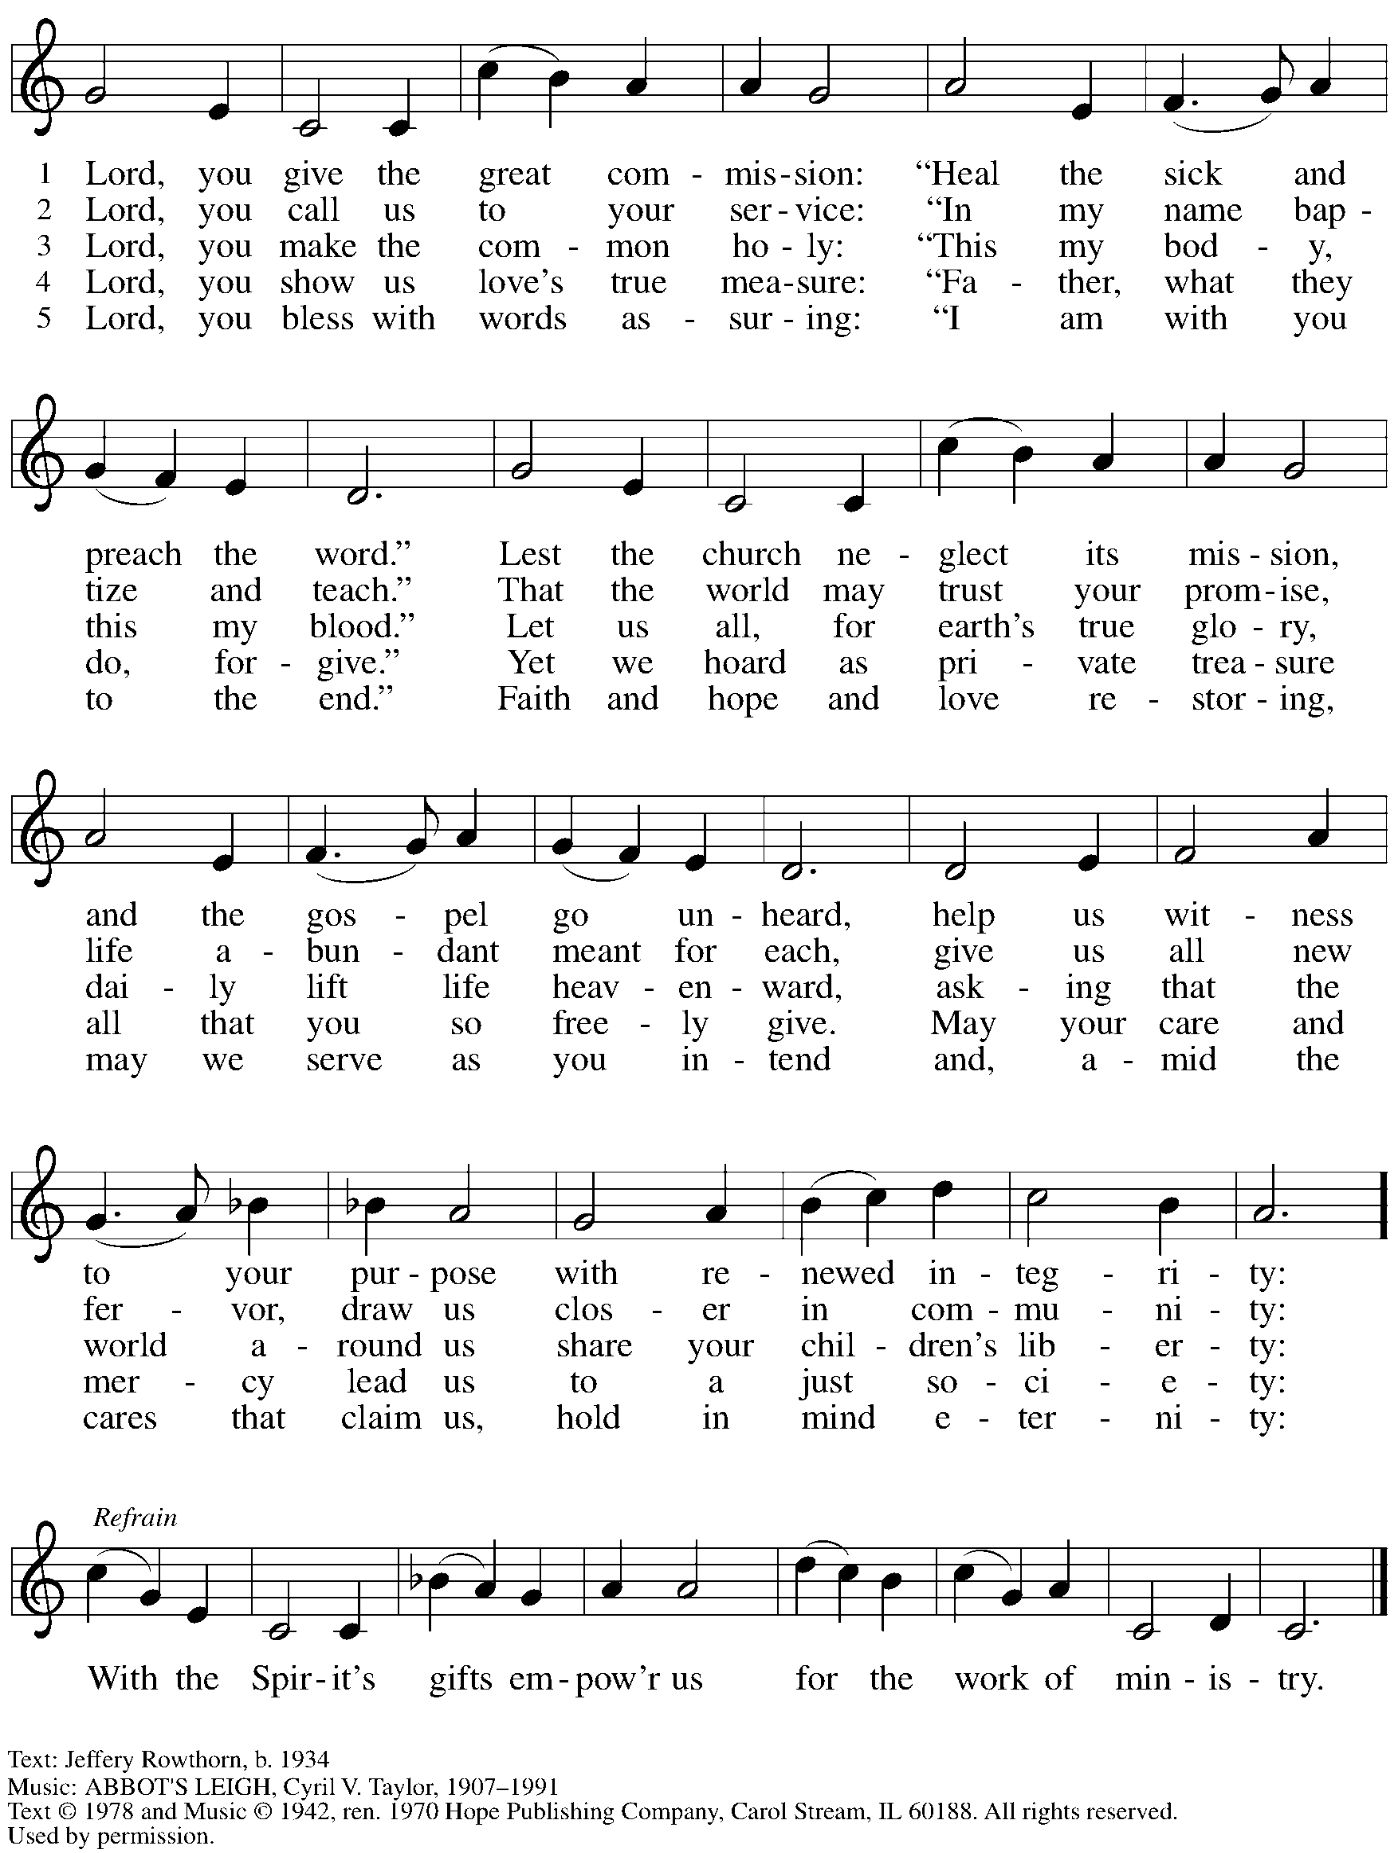 1 Lord, you give the great com - mis - sion: “Heal the sick and
2 Lord, you call us to your ser - vice: “In my name bap -
3 Lord, you make the com - mon ho - ly: “This my bod - y,
4 Lord, you show us love’s true mea - sure: “Fa - ther, what they
5 Lord, you bless with words as - sur - ing: “I am with you
preach the word.” Lest the church ne - glect its mis - sion,
tize and teach.” That the world may trust your prom - ise,
this my blood.” Let us all, for earth’s true glo - ry,
do, for - give.” Yet we hoard as pri - vate trea - sure
to the end.” Faith and hope and love re - stor - ing,
and the gos - pel go un - heard, help us wit - ness
life a - bun - dant meant for each, give us all new
dai - ly lift life heav - en - ward, ask - ing that the
all that you so free - ly give. May your care and
may we serve as you in - tend and, a - mid the
to your pur - pose with re - newed in - teg - ri - ty:
fer - vor, draw us clos - er in com - mu - ni - ty:
world a - round us share your chil - dren’s lib - er - ty:
mer - cy lead us to a just so - ci - e - ty:
cares that claim us, hold in mind e - ter - ni - ty:
Refrain
With the Spir - it’s gifts em - pow’r us for the work of min - is - try.
Text: Jeffery Rowthorn, b. 1934
Music: ABBOT'S LEIGH, Cyril V. Taylor, 1907–1991
Text © 1978 and Music © 1942, ren. 1970 Hope Publishing Company, Carol Stream, IL 60188. All rights reserved.
Used by permission.